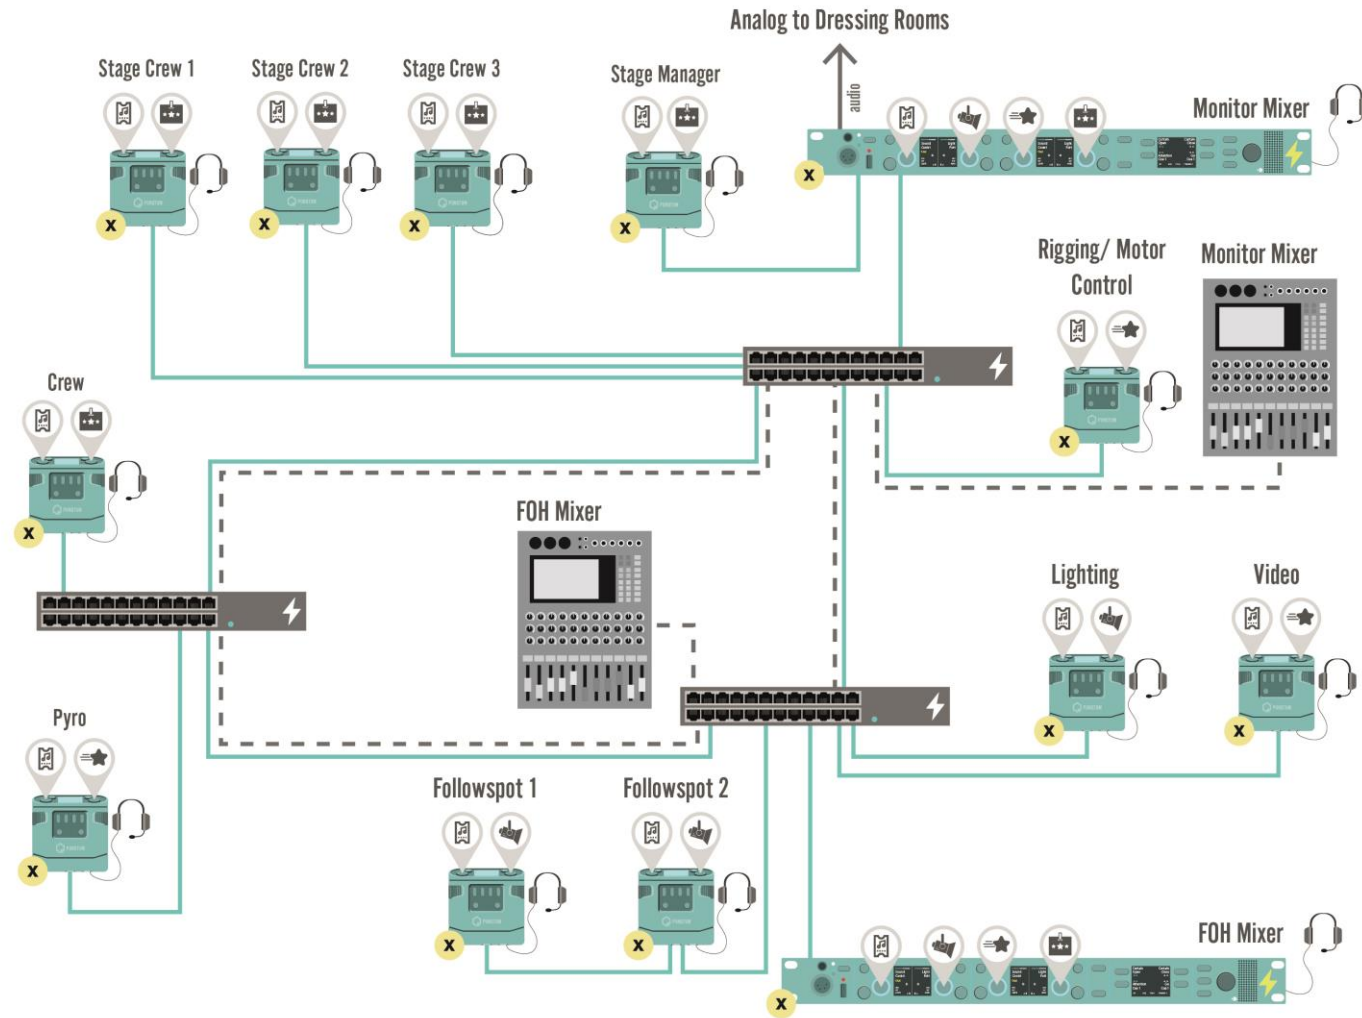 Analog to Dressing Rooms
Stage Crew 1
Stage Crew 2
Stage Crew 3
Stage Manager
audio
Monitor Mixer
X
X
X
X
X
Rigging/ Motor
Control
Monitor Mixer
X
Crew
X
FOH Mixer
Lighting
Video
X
X
Pyro
X
Followspot 1
Followspot 2
X
X
FOH Mixer
X